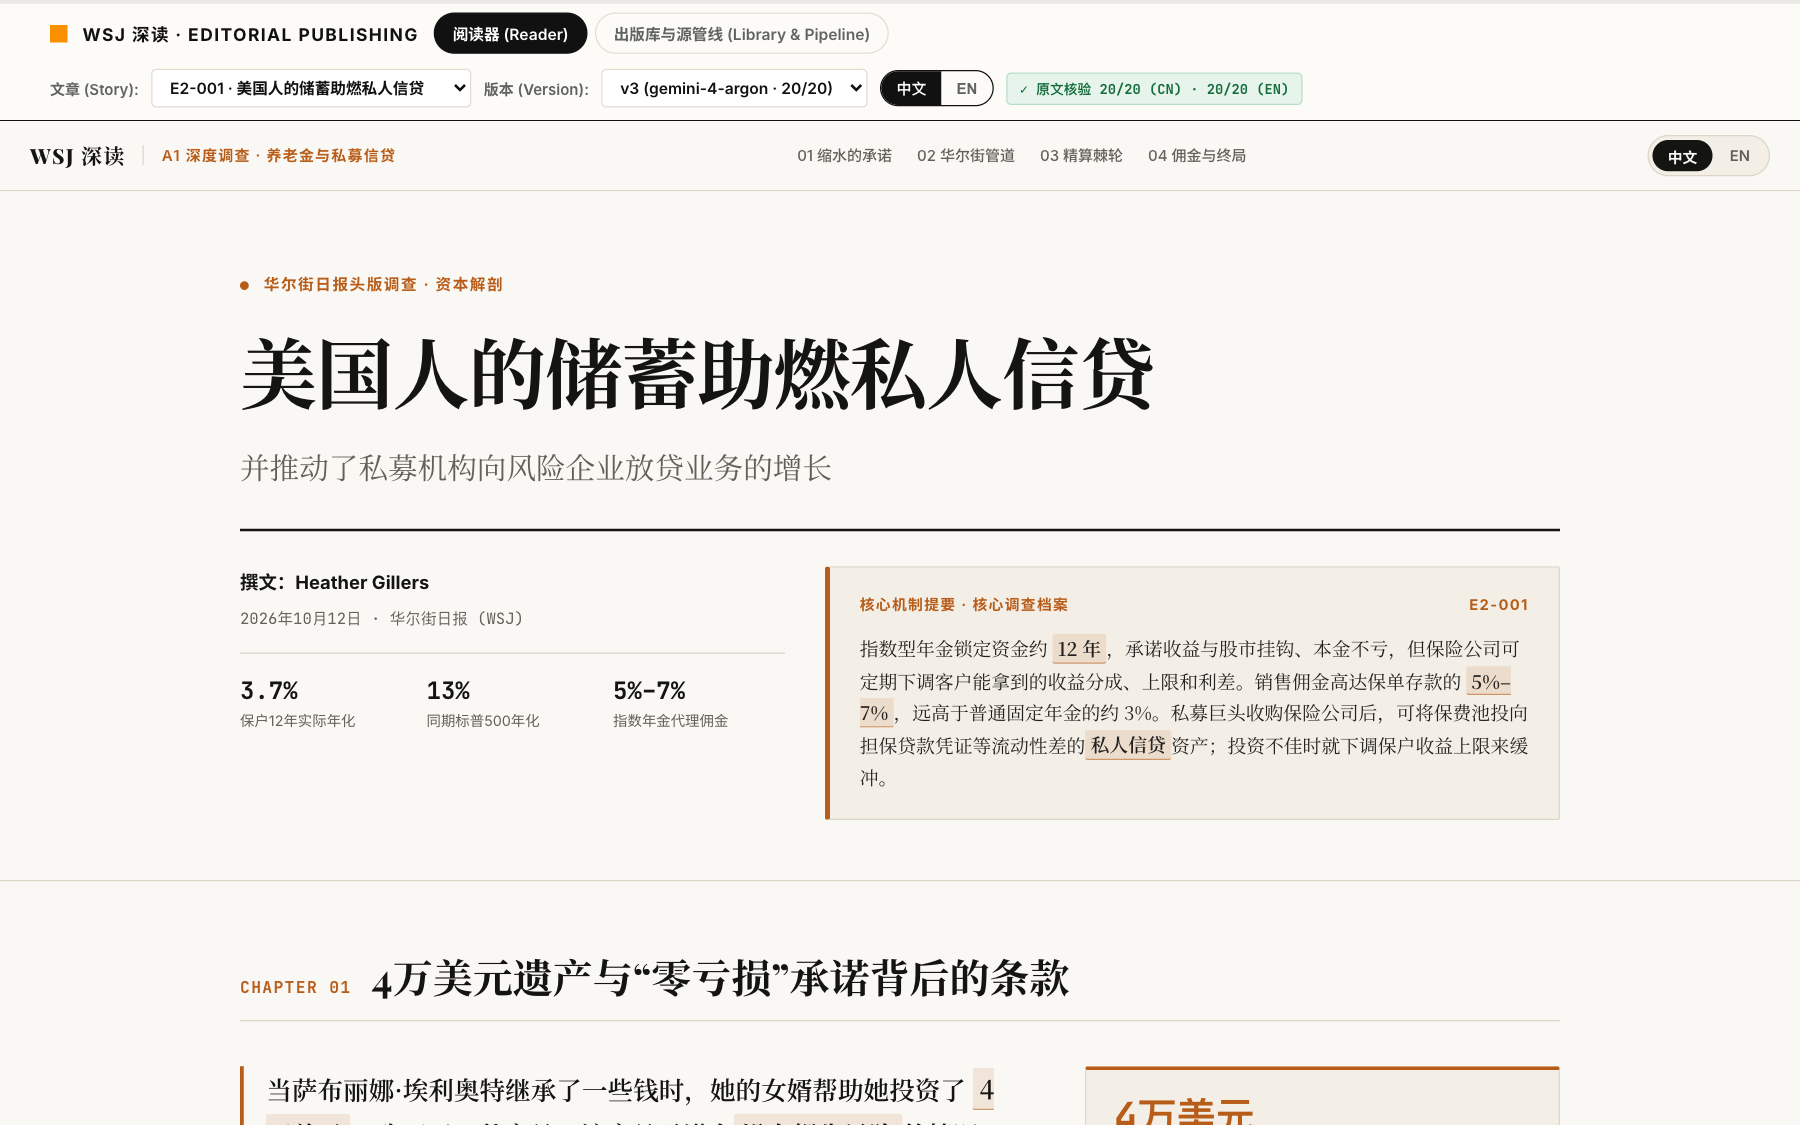 WSJ 深读 · EDITORIAL PUBLISHING 阅读器 (Reader) 出版库与源管线 (Library & Pipeline)
文章 (Story): E2-001 · 美国人的储蓄助燃私人信贷 版本 (Version): v3 (gemini-4-argon · 20/20) 中文 EN ✓ 原文核验 20/20 (CN) · 20/20 (EN)
WSJ 深读 A1 深度调查 · 养老金与私募信贷 01 缩水的承诺 02 华尔街管道 03 精算棘轮 04 佣金与终局 中文 EN
华尔街日报头版调查 · 资本解剖
美国人的储蓄助燃私人信贷
并推动了私募机构向风险企业放贷业务的增长
撰文：Heather Gillers
2026年10月12日 · 华尔街日报 (WSJ)
3.7% 13% 5%–7%
保户12年实际年化 同期标普500年化 指数年金代理佣金
核心机制提要 · 核心调查档案 E2-001
指数型年金锁定资金约 12 年，承诺收益与股市挂钩、本金不亏，但保险公司可
定期下调客户能拿到的收益分成、上限和利差。销售佣金高达保单存款的 5%–
7%，远高于普通固定年金的约 3%。私募巨头收购保险公司后，可将保费池投向
担保贷款凭证等流动性差的私人信贷资产；投资不佳时就下调保户收益上限来缓
冲。
CHAPTER 01 4万美元遗产与“零亏损”承诺背后的条款
当萨布丽娜·埃利奥特继承了一些钱时，她的女婿帮助她投资了 4
4万美元